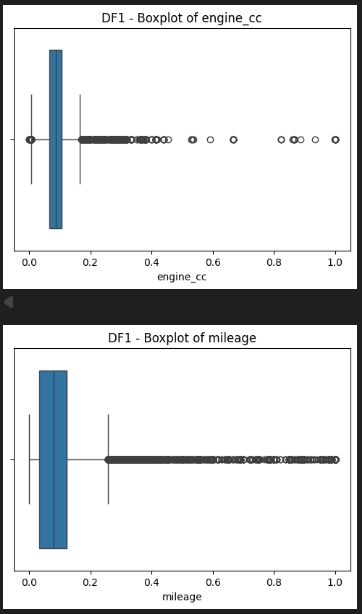 DF1 - Boxplot of engine_cc
0.0 0.2 0.4 0.6 0.8 1.0
engine_cc
DF1 - Boxplot of mileage
0.0 0.2 0.4 0.6 0.8 1.0
mileage